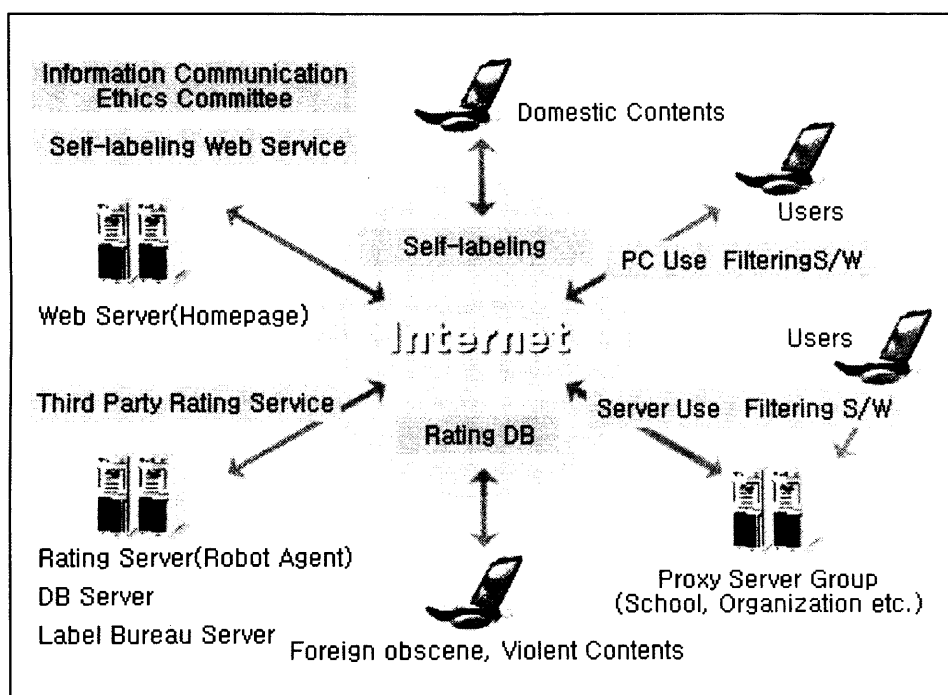 Information Communication
Ethics Committee
Self-labeling Web Service
Web Server(Homepage)
Domestic Contents
Self-labeling
Users
PC Use FilteringS/W
Internet
Users
Third Party Rating Service
Rating DB
Server Use Filtering S/W
Rating Server(Robot Agent)
DB Server
Label Bureau Server
Foreign obscene, Violent Contents
Proxy Server Group
(School, Organization etc.)